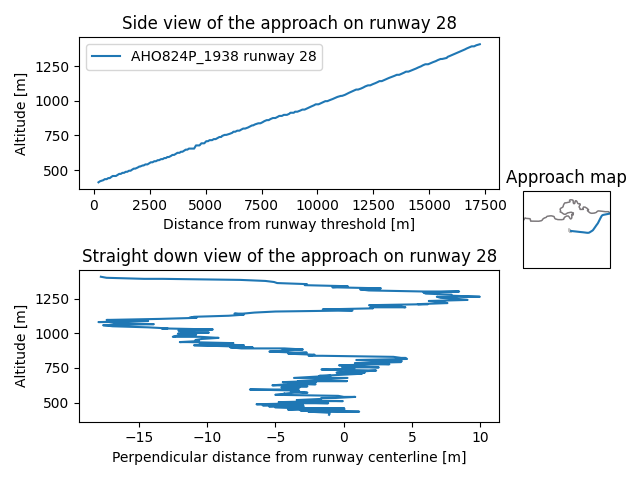 Side view of the approach on runway 28
AHO824P_1938 runway 28
Altitude [m]
1250
1000
750
500
0 2500 5000 7500 10000 12500 15000 17500
Distance from runway threshold [m]
Approach map
Straight down view of the approach on runway 28
Altitude [m]
1250
1000
750
500
−15 −10 −5 0 5 10
Perpendicular distance from runway centerline [m]